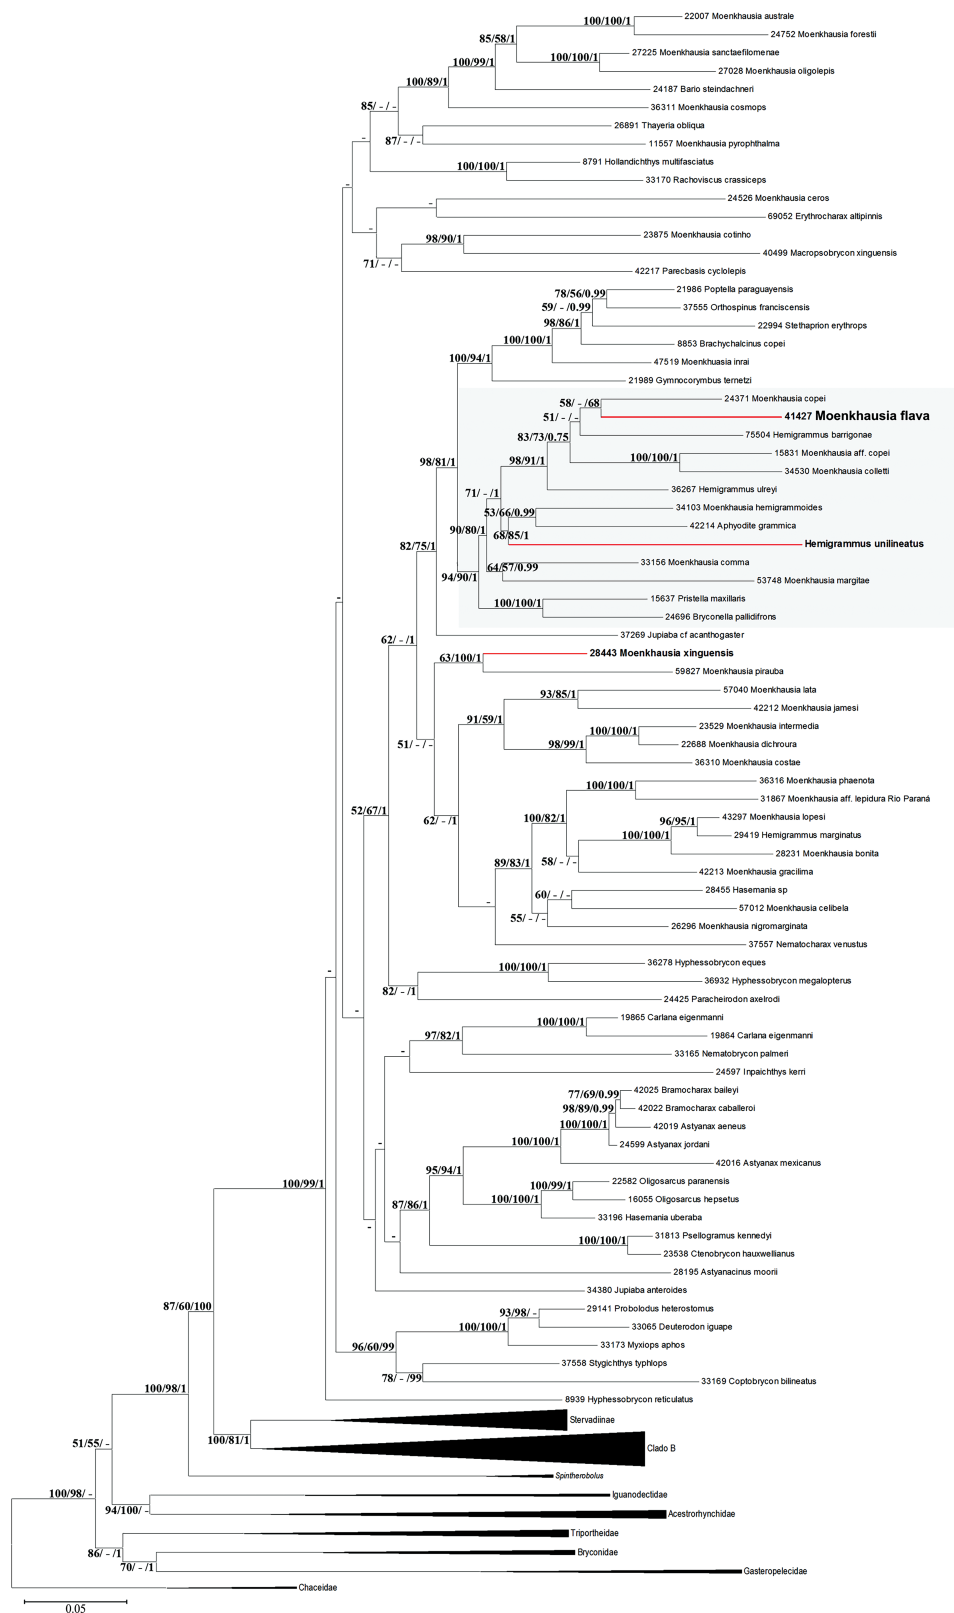 22007 Moenkhausia australe
100/100/1
24752 Moenkhausia forestii
85/58/1
27225 Moenkhausia sanctaefilomenae
100/100/1
100/99/1
27028 Moenkhausia oligolepis
100/89/1
24187 Bario steindachneri
85/ - / -
36311 Moenkhausia cosmops
26891 Thayeria obliqua
-
87/ - / -
11557 Moenkhausia pyrophthalma
8791 Hollandichthys multifasciatus
100/100/1
33170 Rachoviscus crassiceps
-
24526 Moenkhausia ceros
-
69052 Erythrocharax altipinnis
-
23875 Moenkhausia cotinho
98/90/1
40499 Macropsobrycon xinguensis
71/ - / -
42217 Parecbasis cyclolepis
21986 Poptella paraguayensis
78/56/0.99
59/ - /0.99
37555 Orthospinus franciscensis
98/86/1
22994 Stethaprion erythrops
100/100/1
8853 Brachychalcinus copei
100/94/1
47519 Moenkhuasia inrai
21989 Gymnocorymbus ternetzi
24371 Moenkhausia copei
58/ - /68
51/ - / -
41427 Moenkhausia flava
83/73/0.75
75504 Hemigrammus barrigonae
15831 Moenkhausia aff. copei
100/100/1
98/81/1
98/91/1
34530 Moenkhausia colletti
71/ - /1
36267 Hemigrammus ulreyi
34103 Moenkhausia hemigrammoides
53/66/0.99
42214 Aphyodite grammica
90/80/1
68/85/1
Hemigrammus unilineatus
82/75/1
33156 Moenkhausia comma
64/57/0.99
94/90/1
53748 Moenkhausia margitae
15637 Pristella maxillaris
-
100/100/1
24696 Bryconella pallidifrons
37269 Jupiaba cf acanthogaster
62/ - /1
28443 Moenkhausia xinguensis
63/100/1
59827 Moenkhausia pirauba
57040 Moenkhausia lata
93/85/1
42212 Moenkhausia jamesi
91/59/1
23529 Moenkhausia intermedia
100/100/1
51/ - / -
98/99/1
22688 Moenkhausia dichroura
36310 Moenkhausia costae
36316 Moenkhausia phaenota
100/100/1
31867 Moenkhausia aff. lepidura Rio Paraná
52/67/1
62/ - /1
100/82/1
43297 Moenkhausia lopesi
96/95/1
100/100/1
29419 Hemigrammus marginatus
28231 Moenkhausia bonita
89/83/1
58/ - / -
42213 Moenkhausia gracilima
28455 Hasemania sp
60/ - / -
-
57012 Moenkhausia celibela
55/ - / -
26296 Moenkhausia nigromarginata
37557 Nematocharax venustus
36278 Hyphessobrycon eques
100/100/1
-
36932 Hyphessobrycon megalopterus
82/ - /1
24425 Paracheirodon axelrodi
-
19865 Carlana eigenmanni
100/100/1
97/82/1
19864 Carlana eigenmanni
-
33165 Nematobrycon palmeri
24597 Inpaichthys kerri
42025 Bramocharax baileyi
77/69/0.99
98/89/0.99
42022 Bramocharax caballeroi
100/100/1
42019 Astyanax aeneus
-
100/100/1
24599 Astyanax jordani
95/94/1
42016 Astyanax mexicanus
22582 Oligosarcus paranensis
100/99/1
100/99/1
100/100/1
16055 Oligosarcus hepsetus
87/86/1
33196 Hasemania uberaba
-
-
31813 Psellogramus kennedyi
100/100/1
23538 Ctenobrycon hauxwellianus
28195 Astyanacinus moorii
34380 Jupiaba anteroides
87/60/100
29141 Probolodus heterostomus
93/98/ -
100/100/1
33065 Deuterodon iguape
96/60/99
33173 Myxiops aphos
37558 Stygichthys typhlops
78/ - /99
33169 Coptobrycon bilineatus
100/98/1
8939 Hyphessobrycon reticulatus
Stervadiinae
100/81/1
51/55/ -
Clado B
Spintherobolus
100/98/ -
Iguanodectidae
94/100/ -
Acestrorhynchidae
Triportheidae
86/ - /1
Bryconidae
70/ - /1
Gasteropelecidae
Chaceidae
0.05